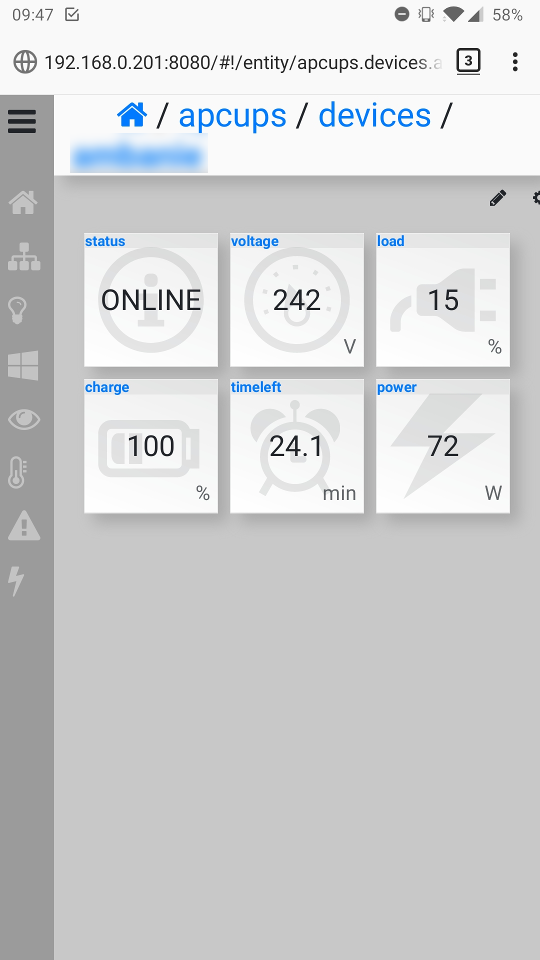 09:47 58%
192.168.0.201:8080/#!/entity/apcups.devices.a 3
/ apcups / devices /
status voltage load
ONLINE 242 15
V %
charge timeleft power
100 24.1 72
% min W